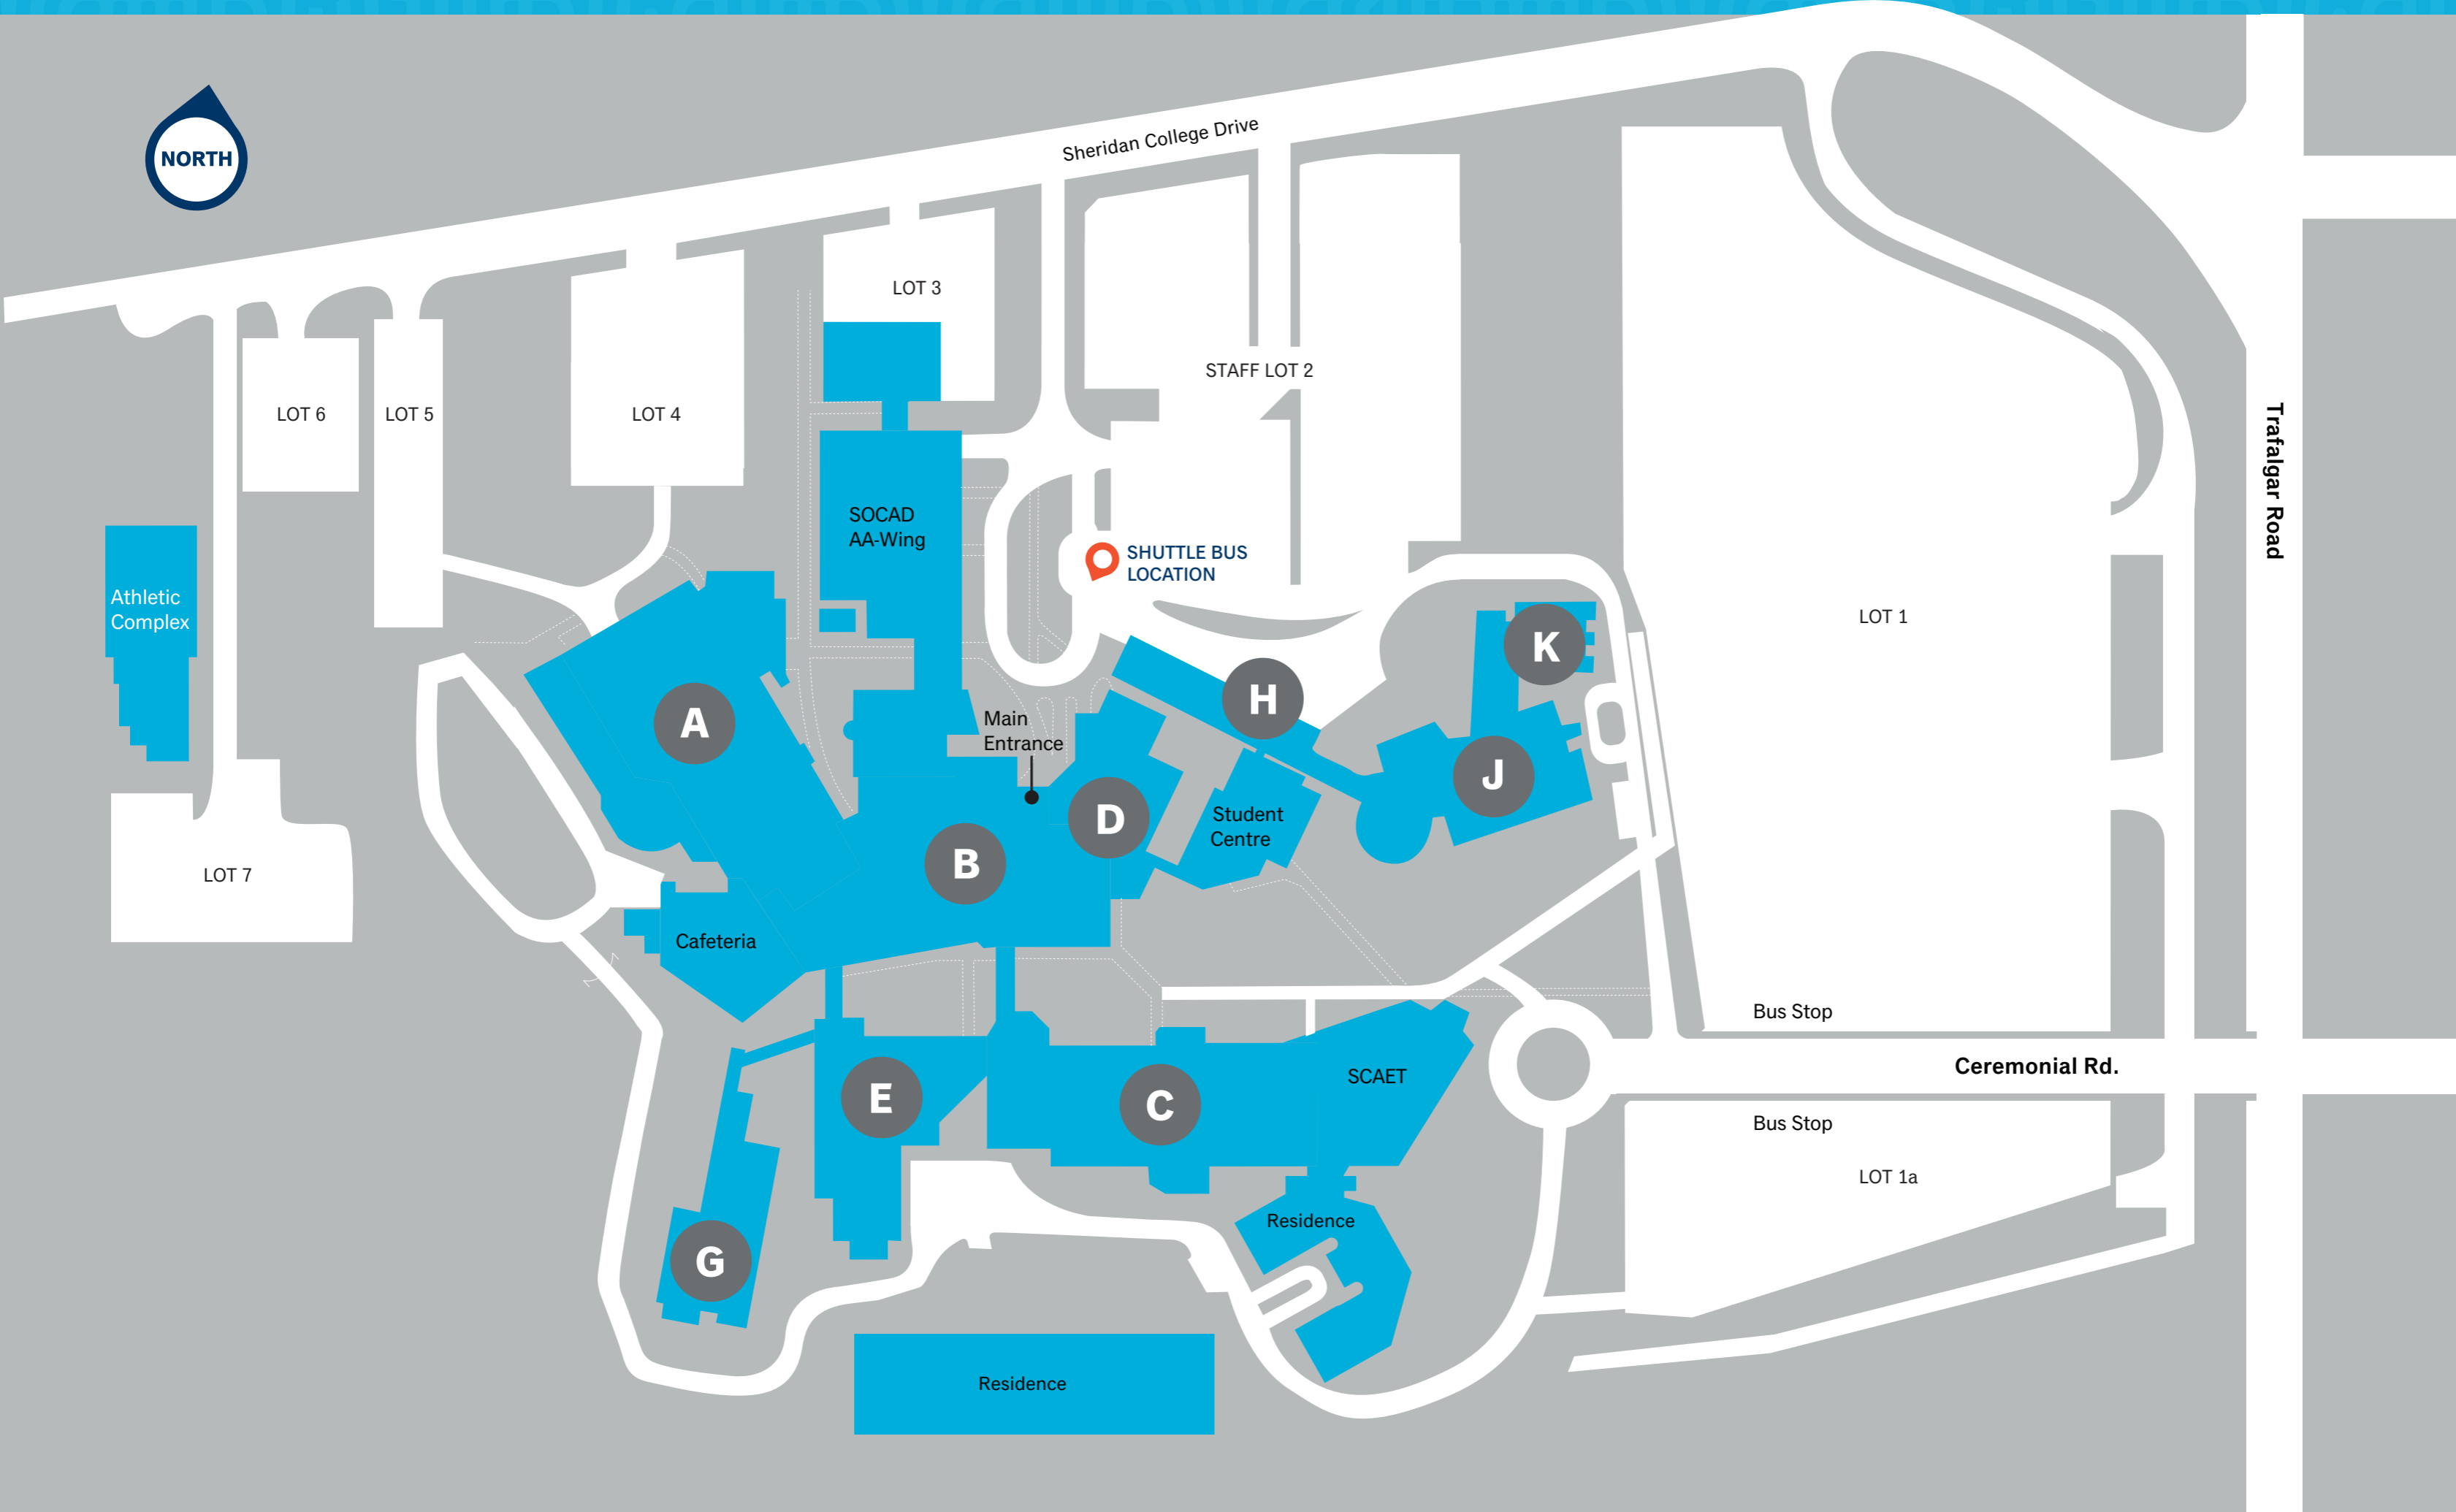 Sheridan College Drive
NORTH
LOT 3
STAFF LOT 2
LOT 6
LOT 5
LOT 4
Trafalgar Road
SOCAD
AA-Wing
SHUTTLE BUS
LOCATION
Athletic
Complex
LOT 1
K
H
A
Main
Entrance
J
D
Student
Centre
B
LOT 7
Cafeteria
Bus Stop
Ceremonial Rd.
SCAET
E
C
Bus Stop
LOT 1a
Residence
G
Residence